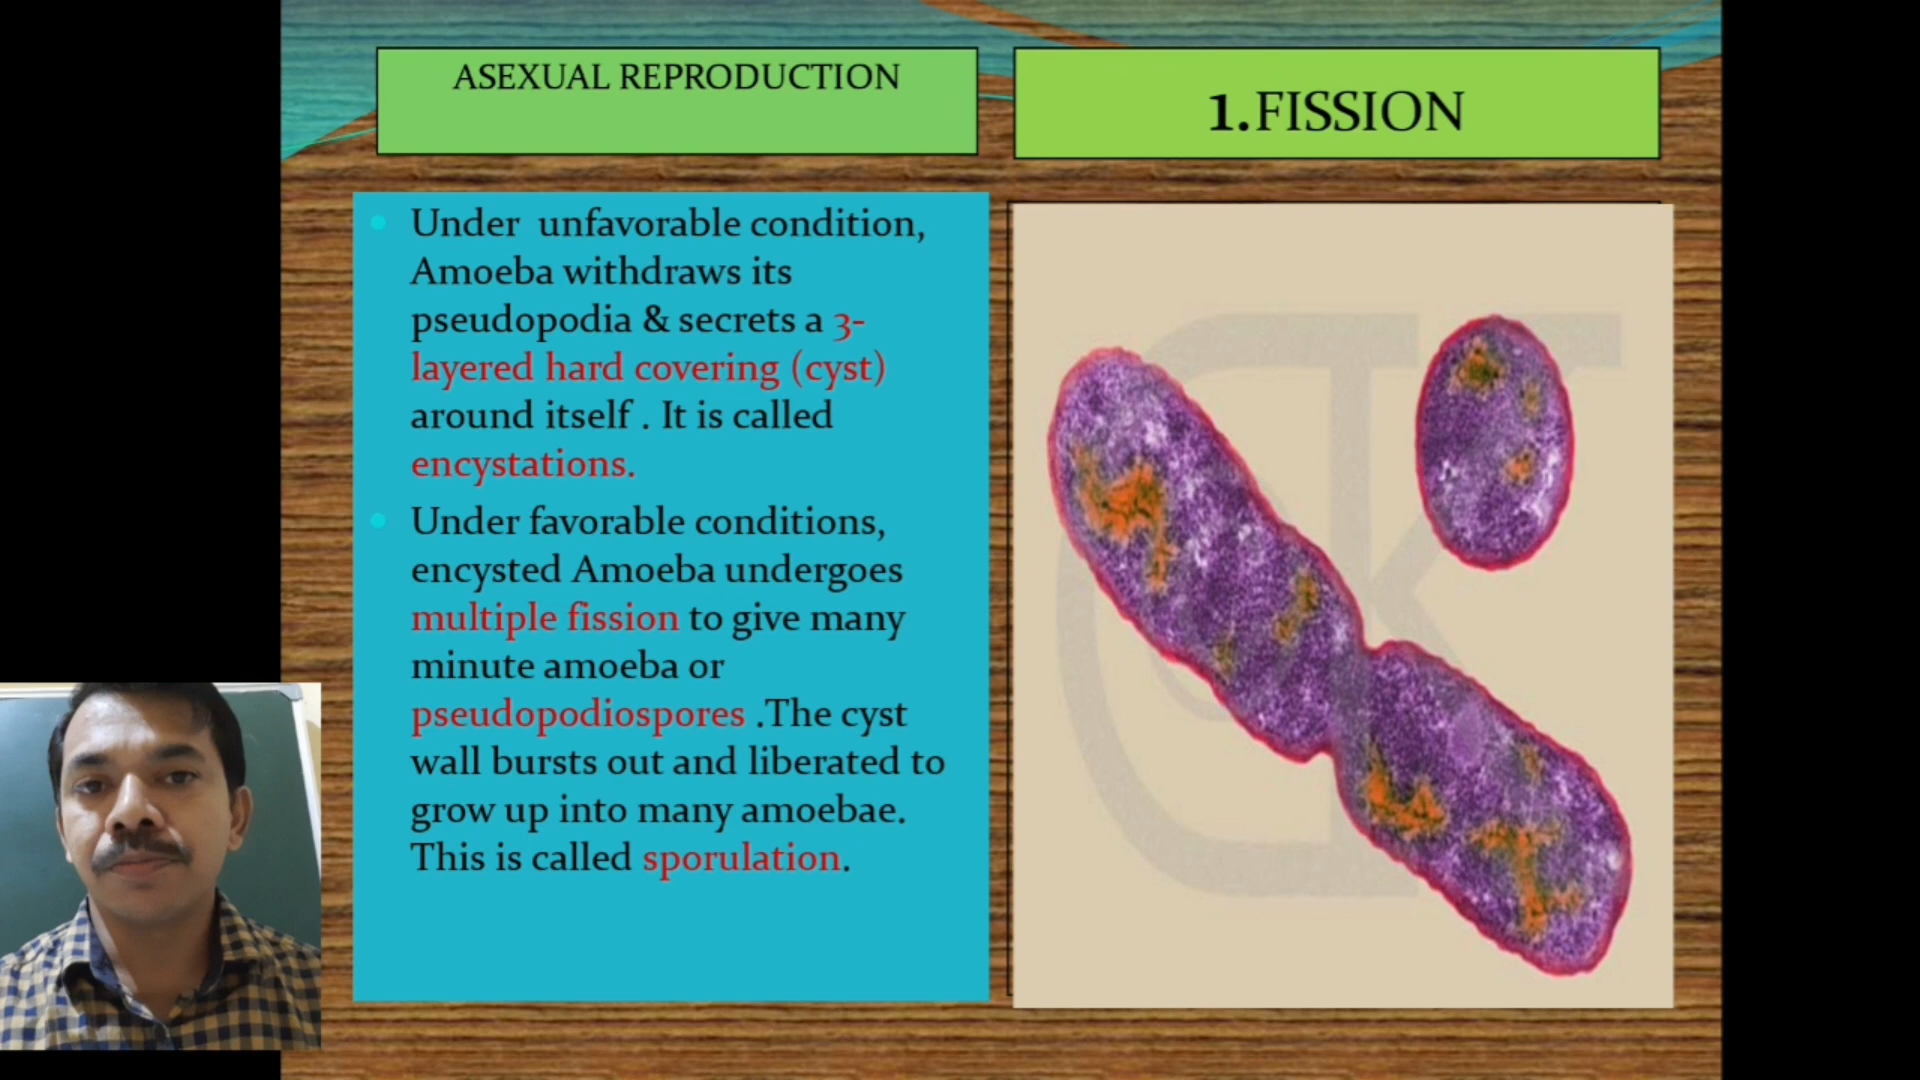 ASEXUAL REPRODUCTION
1.FISSION
Under unfavorable condition,
Amoeba withdraws its
pseudopodia & secrets a 3-
layered hard covering (cyst)
around itself . It is called
encystations.
Under favorable conditions,
encysted Amoeba undergoes
multiple fission to give many
minute amoeba or
pseudopodiospores .The cyst
wall bursts out and liberated to
grow up into many amoebae.
This is called sporulation.